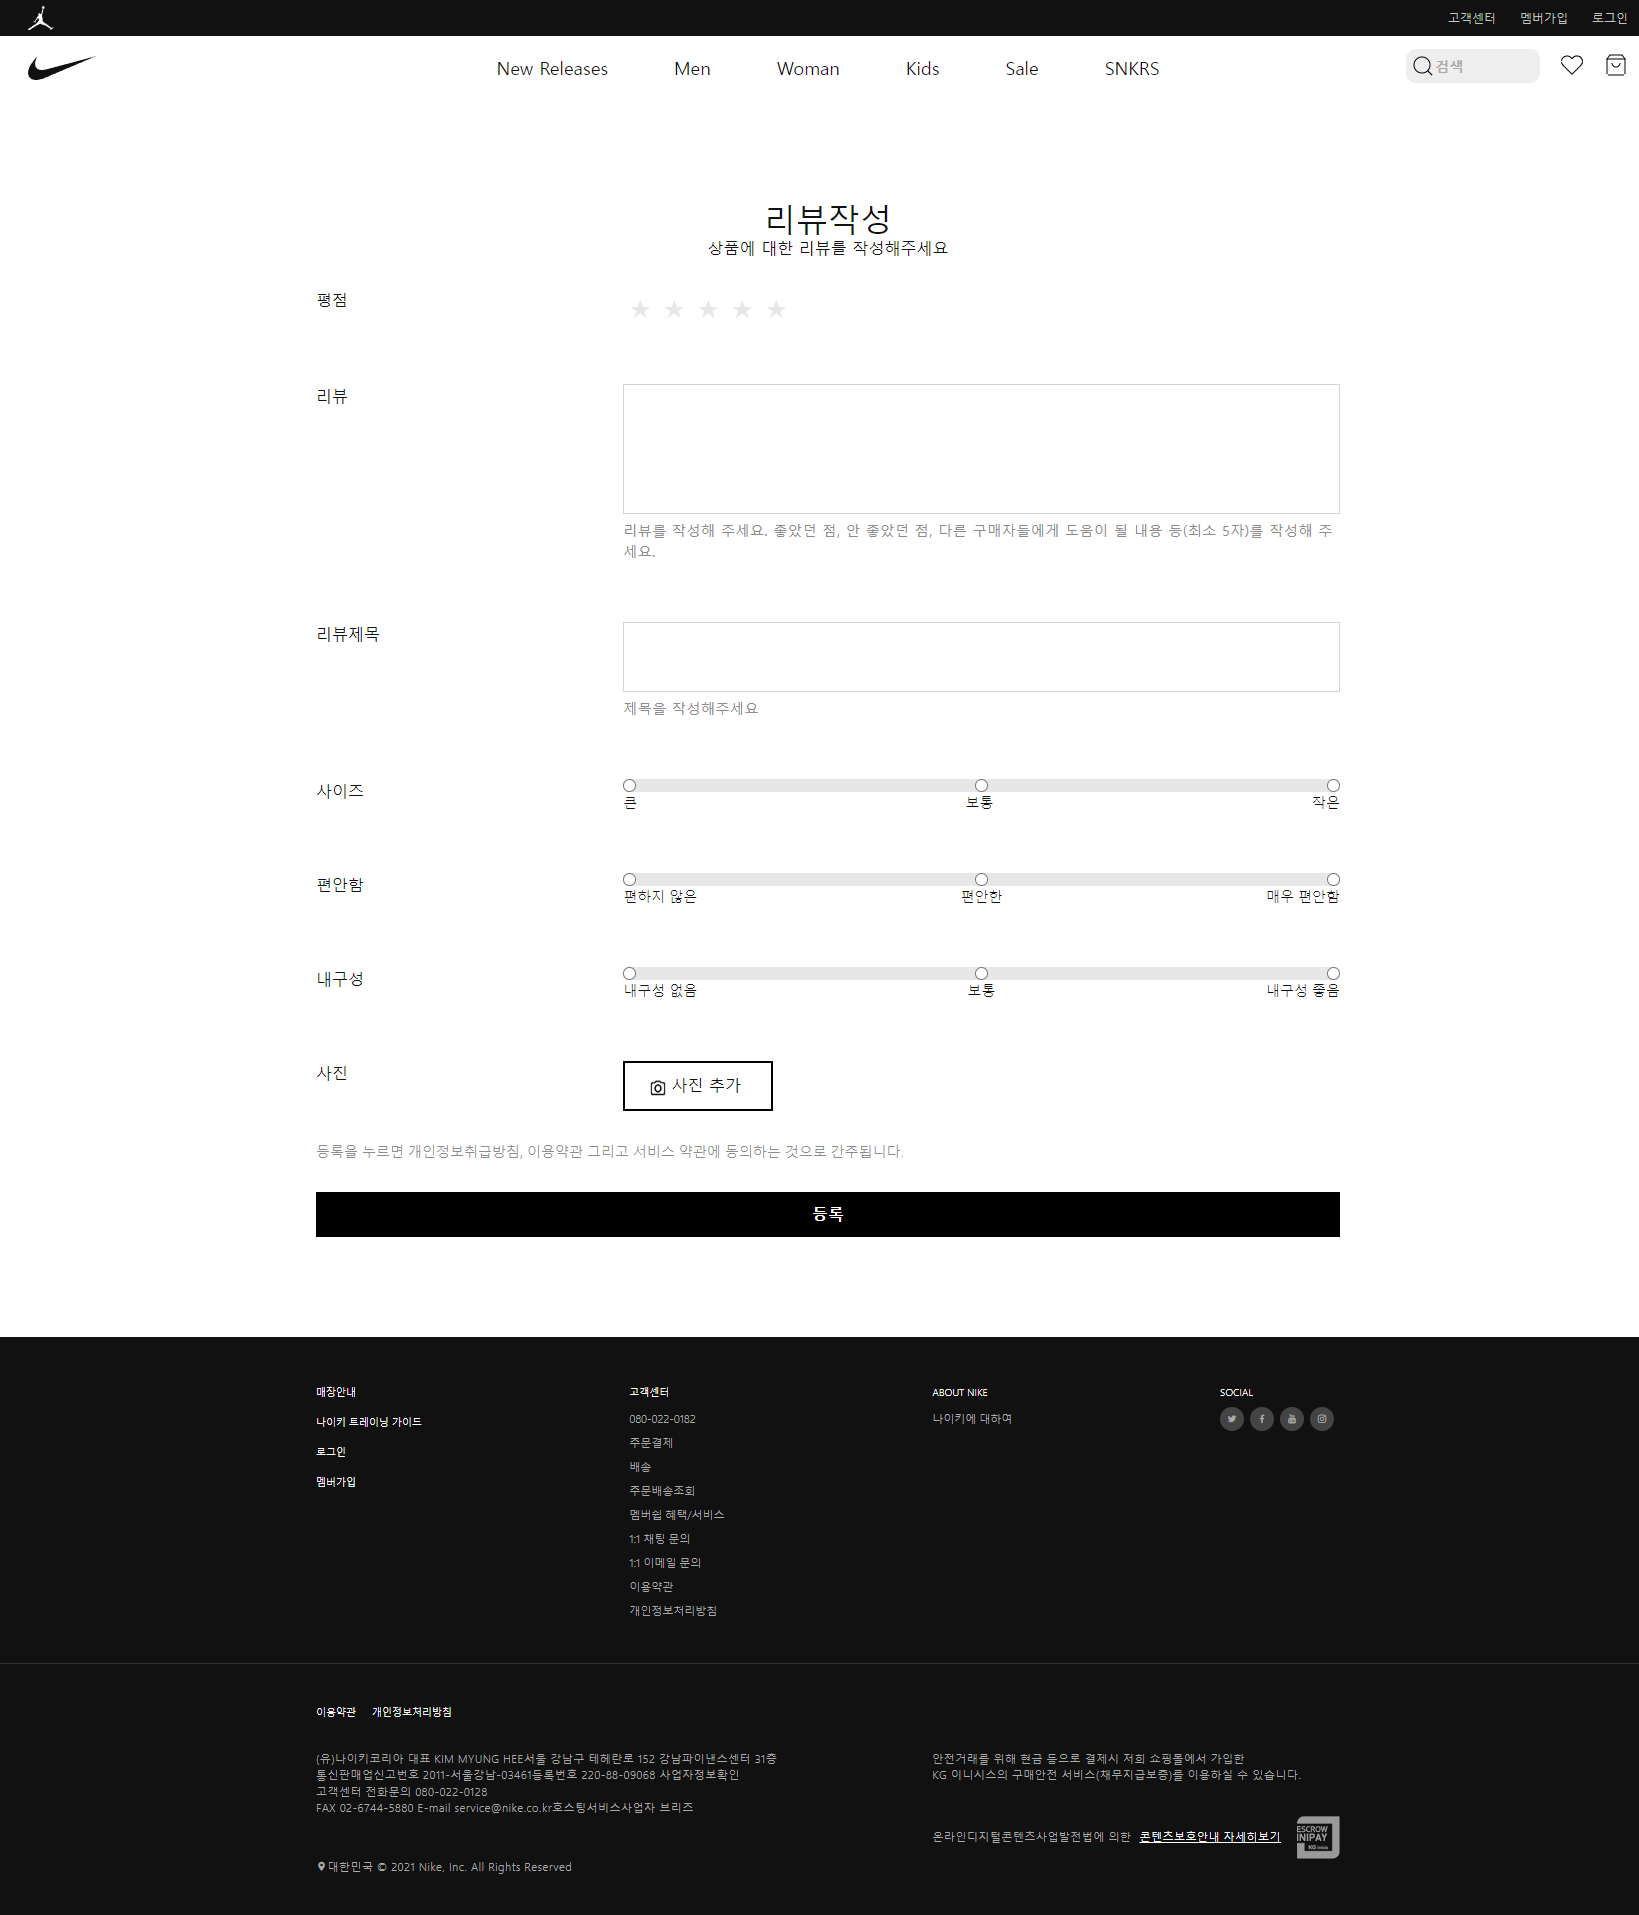 고객센터 멤버가입 로그인
New Releases Men Woman Kids Sale SNKRS 검색
리뷰작성
상품에 대한 리뷰를 작성해주세요
평점
★ ★ ★ ★ ★
리뷰
리뷰를 작성해 주세요. 좋았던 점, 안 좋았던 점, 다른 구매자들에게 도움이 될 내용 등(최소 5자)를 작성해 주
세요.
리뷰제목
제목을 작성해주세요
사이즈
큰 보통 작은
편안함
편하지 않은 편안한 매우 편안함
내구성
내구성 없음 보통 내구성 좋음
사진
사진 추가
등록을 누르면 개인정보취급방침, 이용약관 그리고 서비스 약관에 동의하는 것으로 간주됩니다.
등록
매장안내
나이키 트레이닝 가이드
로그인
멤버가입
고객센터
080-022-0182
주문결제
배송
주문배송조회
멤버쉽 혜택/서비스
1:1 채팅 문의
1:1 이메일 문의
이용약관
개인정보처리방침
ABOUT NIKE
나이키에 대하여
SOCIAL
이용약관 개인정보처리방침
(유)나이키코리아 대표 KIM MYUNG HEE서울 강남구 테헤란로 152 강남파이낸스센터 31층
통신판매업신고번호 2011-서울강남-03461등록번호 220-88-09068 사업자정보확인
고객센터 전화문의 080-022-0128
FAX 02-6744-5880 E-mail service@nike.co.kr호스팅서비스사업자 브리즈
대한민국 © 2021 Nike, Inc. All Rights Reserved
안전거래를 위해 현금 등으로 결제시 저희 쇼핑몰에서 가입한
KG 이니시스의 구매안전 서비스(채무지급보증)를 이용하실 수 있습니다.
온라인디지털콘텐츠사업발전법에 의한 콘텐츠보호안내 자세히보기
ESCROW
INIPAY
KG Inicis